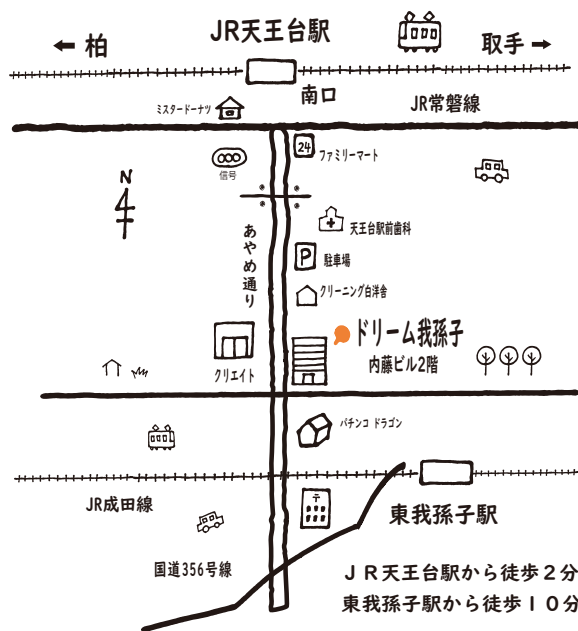 JR天王台駅
柏
取手
南口
ミスタードーナツ
JR常磐線
24
ファミリーマート
信号
N
天王台駅前歯科
あやめ通り
P
駐車場
クリーニング白洋舎
ドリーム我孫子
内藤ビル2階
クリエイト
パチンコ ドラゴン
JR成田線
〒
東我孫子駅
国道356号線
JR天王台駅から徒歩2分
東我孫子駅から徒歩10分